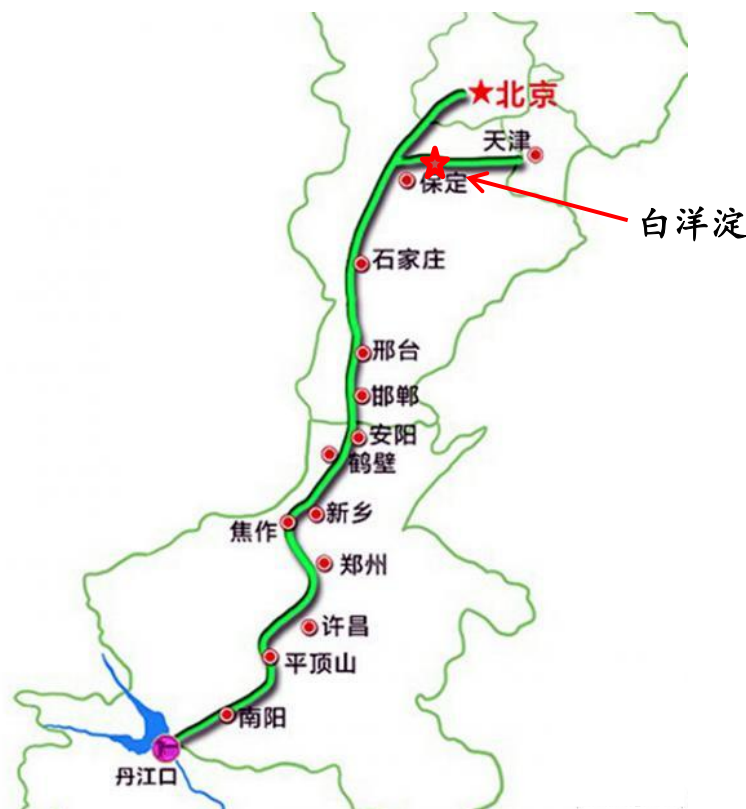 北京
天津
保定
白洋淀
石家庄
邢台
邯郸
安阳
鹤壁
新乡
焦作
郑州
许昌
平顶山
南阳
丹江口